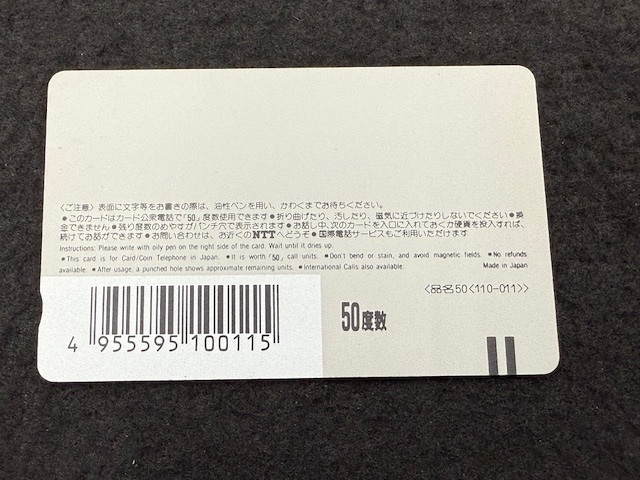 〈ご注意〉表面に文字等をお書きの際は、油性ペンを用い、かわくまでお待ちください。
●このカードはカード公衆電話で「50」度数使用できます●折り曲げたり、汚したり、磁気に近づけたりしないでください●換
金できません●残り度数のめやすがパンチ穴で表示されます●お話し中、次のカードを入口に入れておくか硬貨を投入すれば、
続けてお話ができます●お問い合わせは、お近くのNTTへどうぞ●国際電話サービスもご利用いただけます
Instructions: Please write with oily pen on the right side of the card. Wait until it dries up.
●This card is for Card/Coin Telephone in Japan. ●It is worth「50」call units. ●Don't bend or stain, and avoid magnetic fields. ●No refunds
available. ●After usage, a punched hole shows approximate remaining units. ●International Calls also available. Made in Japan
〈品名50〈110-011〉〉
50度数
4 955595 100115